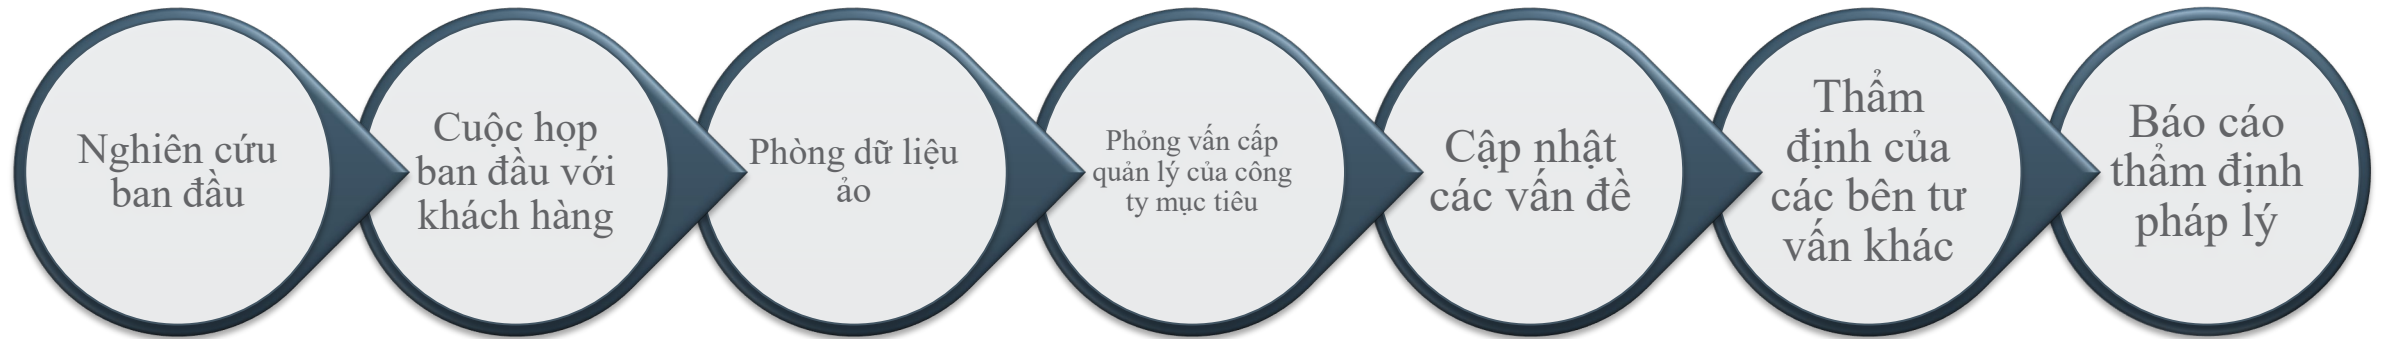 Nghiên cứu
ban đầu
Cuộc họp
ban đầu với
khách hàng
Phòng dữ liệu
ảo
Phỏng vấn cấp
quản lý của công
ty mục tiêu
Cập nhật
các vấn đề
Thẩm
định của
các bên tư
vấn khác
Báo cáo
thẩm định
pháp lý